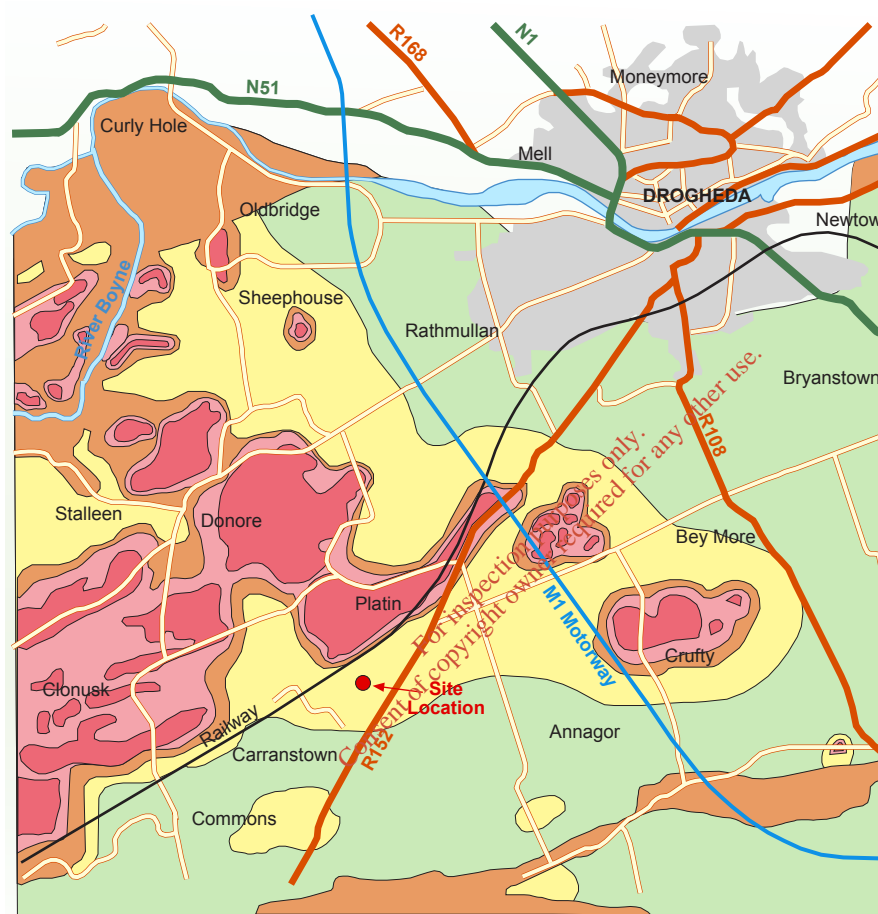 R168
N1
Moneymore
N51
Curly Hole
Mell
DROGHEDA
Oldbridge
Newtow
Sheephouse
River Boyne
Rathmullan
Bryanstown
R108
Stalleen
Donore
Bey More
Platin
M1 Motorway
Crufty
Clonusk
Site
Location
Railway
Annagor
Carranstown
R152
Commons
For inspection purposes only.
Consent of copyright owner required for any other use.